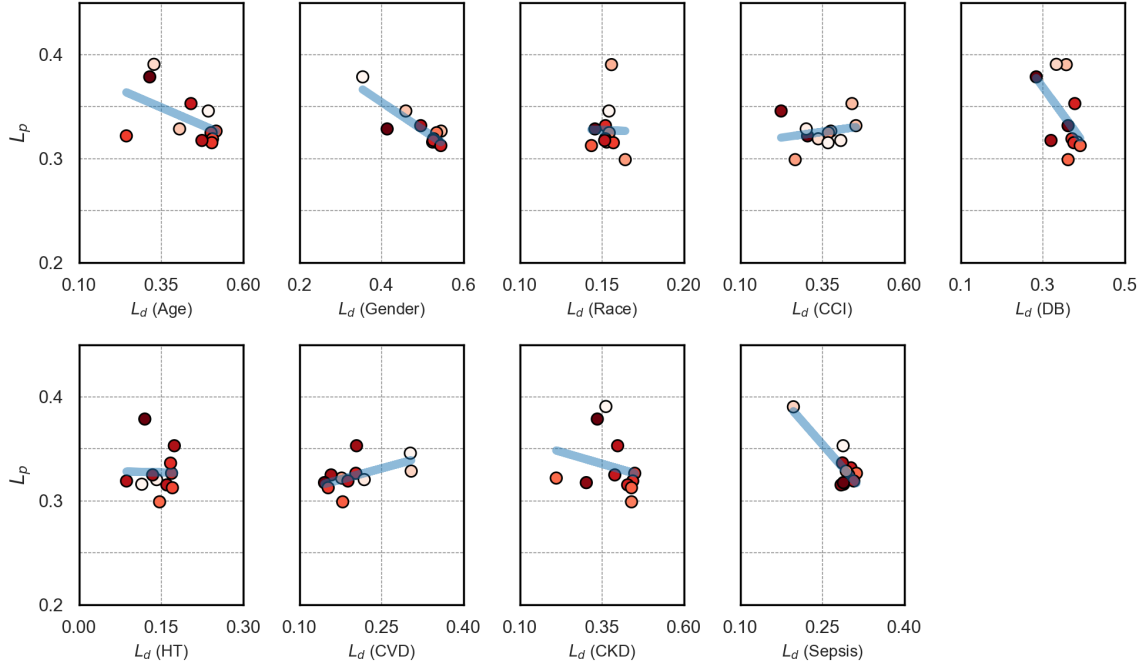 0.4
0.3
0.2
L_p
0.10 0.35 0.60
L_d (Age)
0.2 0.4 0.6
L_d (Gender)
0.10 0.15 0.20
L_d (Race)
0.10 0.35 0.60
L_d (CCI)
0.1 0.3 0.5
L_d (DB)
0.4
0.3
0.2
L_p
0.00 0.15 0.30
L_d (HT)
0.10 0.25 0.40
L_d (CVD)
0.10 0.35 0.60
L_d (CKD)
0.10 0.25 0.40
L_d (Sepsis)